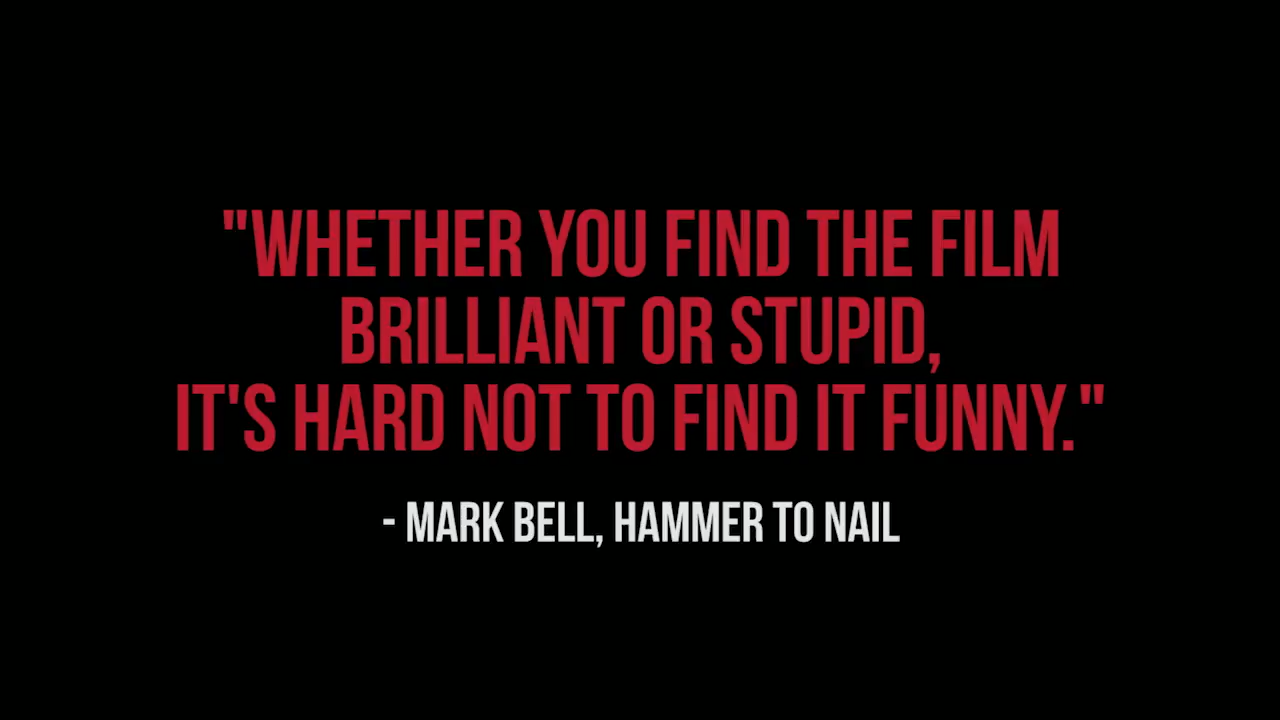 "WHETHER YOU FIND THE FILM
BRILLIANT OR STUPID,
IT'S HARD NOT TO FIND IT FUNNY."
- MARK BELL, HAMMER TO NAIL